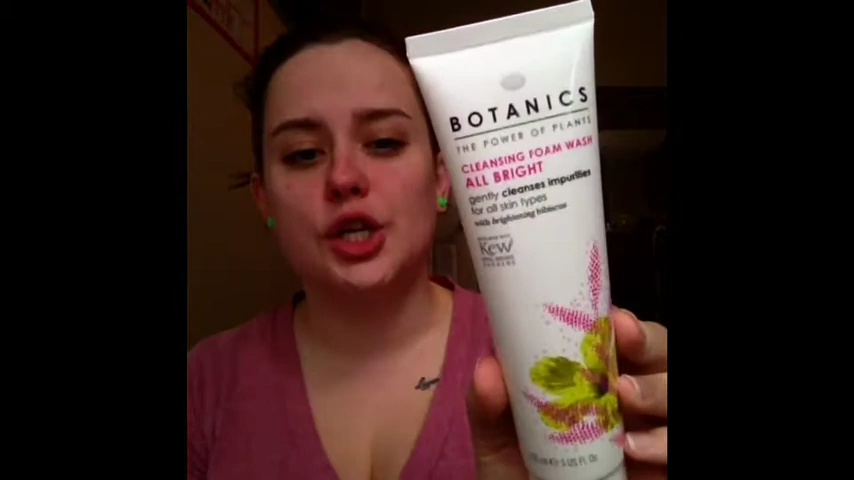 BOTANICS
THE POWER OF PLANTS
CLEANSING FOAM WASH
ALL BRIGHT
gently cleanses impurities
for all skin types
with brightening hibiscus
Kew